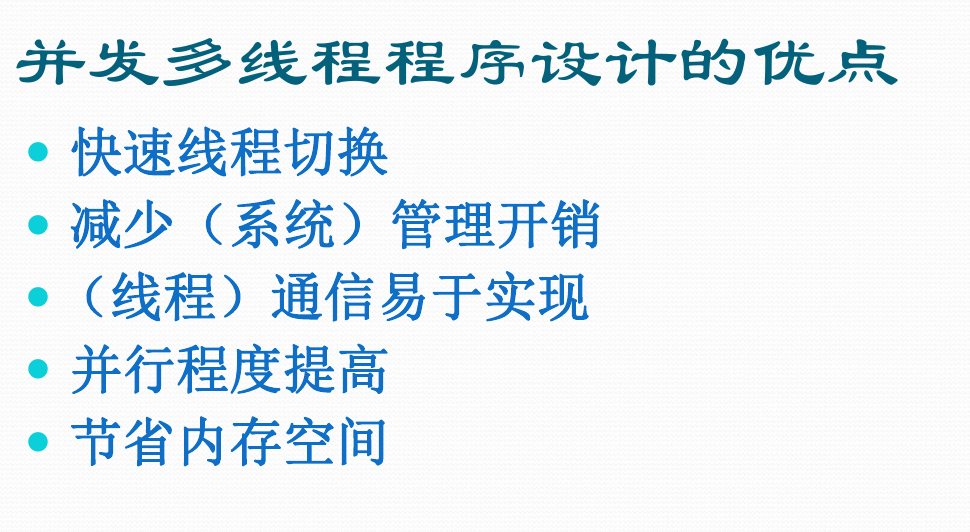 并发多线程程序设计的优点
• 快速线程切换
• 减少（系统）管理开销
• （线程）通信易于实现
• 并行程度提高
• 节省内存空间